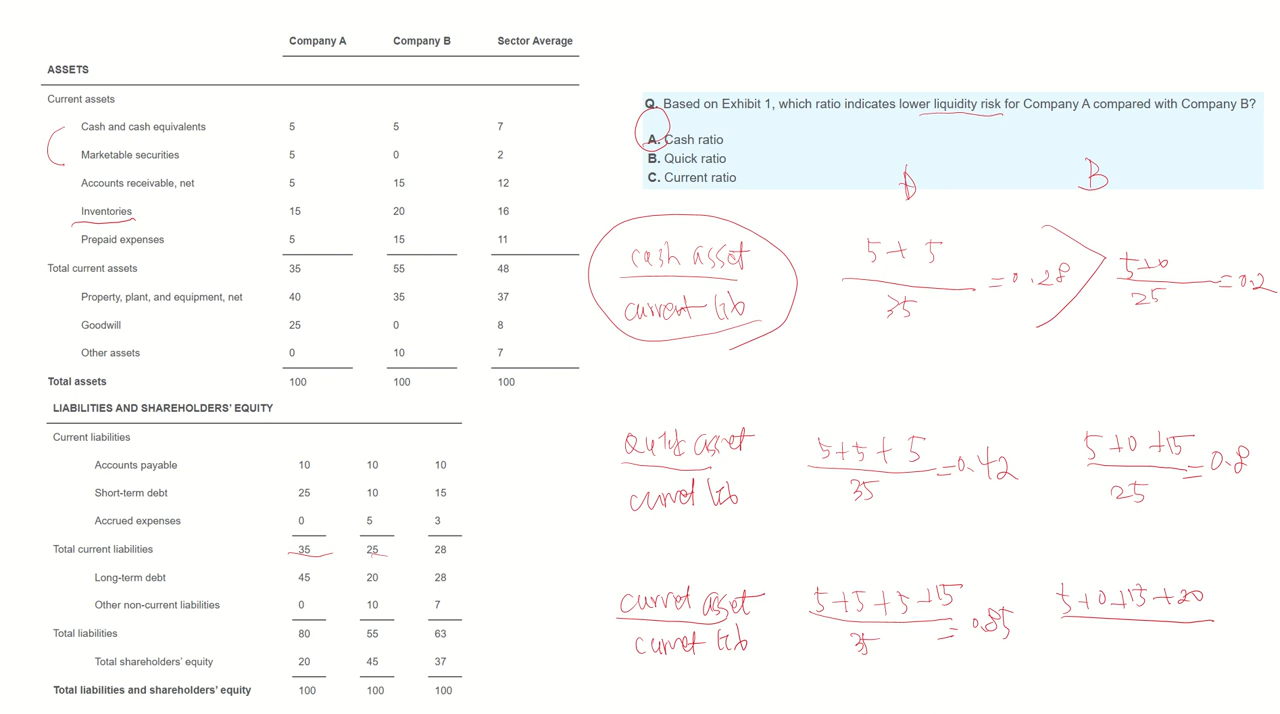 Company A Company B Sector Average
ASSETS
Current assets
Cash and cash equivalents 5 5 7
Marketable securities 5 0 2
Accounts receivable, net 5 15 12
Inventories 15 20 16
Prepaid expenses 5 15 11
Total current assets 35 55 48
Property, plant, and equipment, net 40 35 37
Goodwill 25 0 8
Other assets 0 10 7
Total assets 100 100 100
LIABILITIES AND SHAREHOLDERS' EQUITY
Current liabilities
Accounts payable 10 10 10
Short-term debt 25 10 15
Accrued expenses 0 5 3
Total current liabilities 35 25 28
Long-term debt 45 20 28
Other non-current liabilities 0 10 7
Total liabilities 80 55 63
Total shareholders' equity 20 45 37
Total liabilities and shareholders' equity 100 100 100
Q. Based on Exhibit 1, which ratio indicates lower liquidity risk for Company A compared with Company B?
A. Cash ratio
B. Quick ratio
C. Current ratio
A B
cash asset 5 + 5 5+0
current lib 35 = 0.28 25 = 0.2
Quick asset 5+5+5 5+0+15
curret lib 35 =0.42 25 = 0.8
curret asset 5+5+5+15 5+0+15+20
curret lib 35 = 0.85